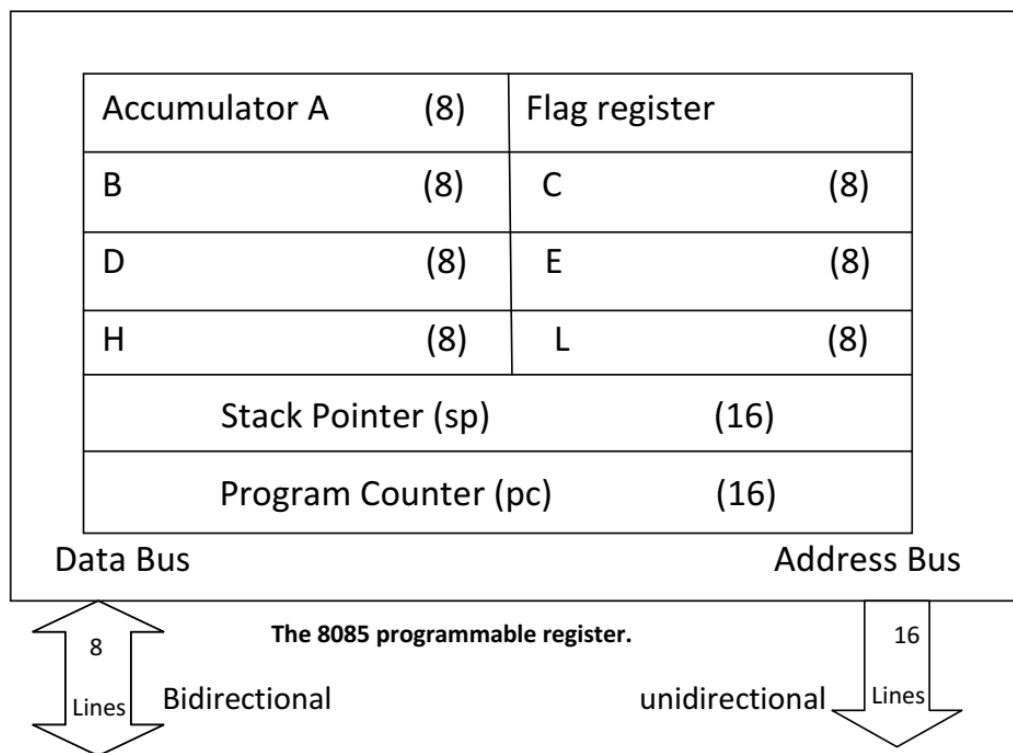 Accumulator A (8) Flag register
B (8) C (8)
D (8) E (8)
H (8) L (8)
Stack Pointer (sp) (16)
Program Counter (pc) (16)
Data Bus Address Bus
The 8085 programmable register.
8 16
Lines Bidirectional unidirectional Lines